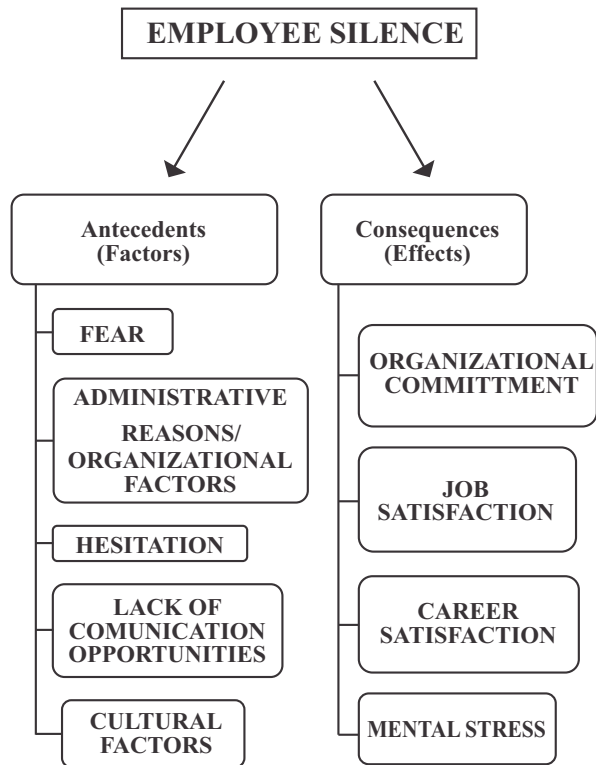 EMPLOYEE SILENCE
Antecedents
(Factors)
FEAR
ADMINISTRATIVE
REASONS/
ORGANIZATIONAL
FACTORS
HESITATION
LACK OF
COMUNICATION
OPPORTUNITIES
CULTURAL
FACTORS
Consequences
(Effects)
ORGANIZATIONAL
COMMITTMENT
JOB
SATISFACTION
CAREER
SATISFACTION
MENTAL STRESS